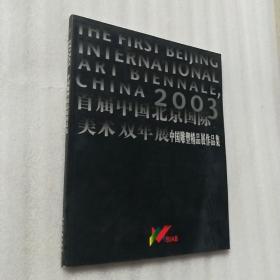 THE FIRST BEIJING
INTERNATIONAL
ART BIENNALE,
CHINA 2003
首届中国北京国际
美术双年展中国雕塑精品展作品集